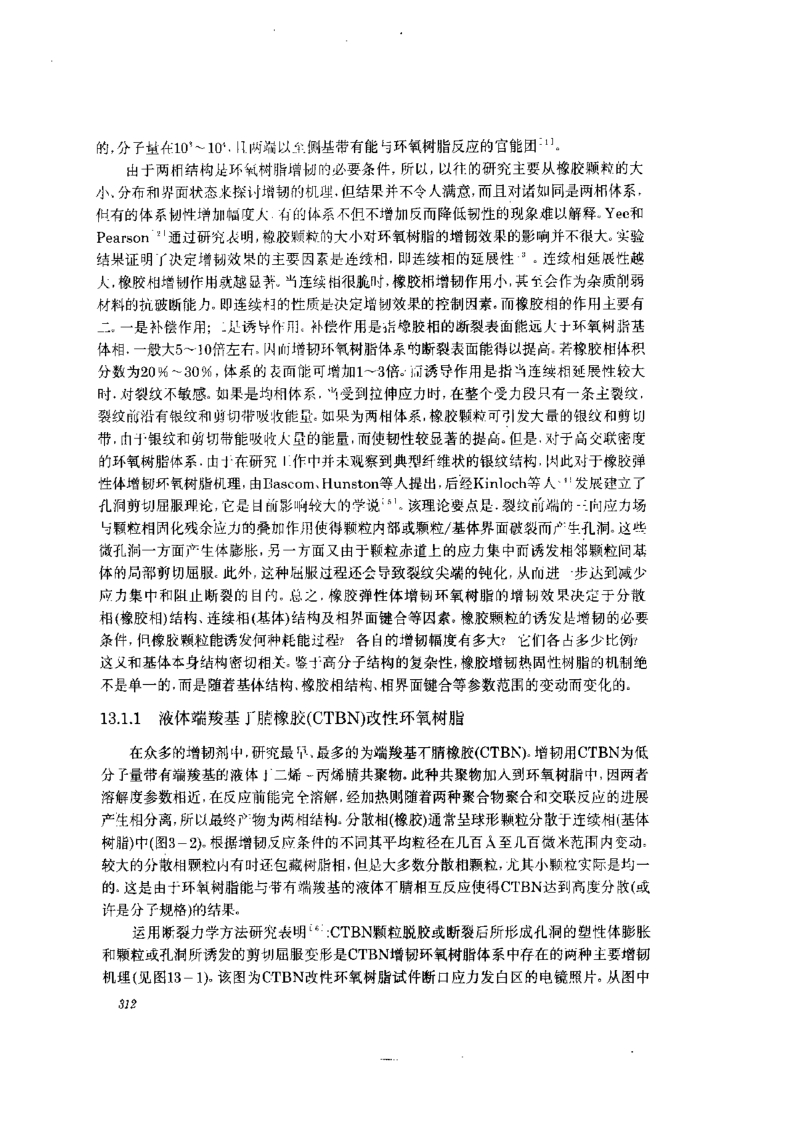 的,分子量在10³～10⁴,且两端以至侧基带有能与环氧树脂反应的官能团[1]。
由于两相结构是环氧树脂增韧的必要条件,所以,以往的研究主要从橡胶颗粒的大
小、分布和界面状态来探讨增韧的机理,但结果并不令人满意,而且对诸如同是两相体系,
但有的体系韧性增加幅度大,有的体系不但不增加反而降低韧性的现象难以解释。Yee和
Pearson[2]通过研究表明,橡胶颗粒的大小对环氧树脂的增韧效果的影响并不很大。实验
结果证明了决定增韧效果的主要因素是连续相,即连续相的延展性[3]。连续相延展性越
大,橡胶相增韧作用就越显著。当连续相很脆时,橡胶相增韧作用小,甚至会作为杂质削弱
材料的抗破断能力。即连续相的性质是决定增韧效果的控制因素。而橡胶相的作用主要有
二。一是补偿作用;二是诱导作用。补偿作用是指橡胶相的断裂表面能远大于环氧树脂基
体相,一般大5～10倍左右。因而增韧环氧树脂体系的断裂表面能得以提高。若橡胶相体积
分数为20%～30%,体系的表面能可增加1～3倍。而诱导作用是指当连续相延展性较大
时,对裂纹不敏感。如果是均相体系,当受到拉伸应力时,在整个受力段只有一条主裂纹,
裂纹前沿有银纹和剪切带吸收能量。如果为两相体系,橡胶颗粒可引发大量的银纹和剪切
带,由于银纹和剪切带能吸收大量的能量,而使韧性较显著的提高。但是,对于高交联密度
的环氧树脂体系,由于在研究工作中并未观察到典型纤维状的银纹结构,因此对于橡胶弹
性体增韧环氧树脂机理,由Bascom、Hunston等人提出,后经Kinloch等人[4]发展建立了
孔洞剪切屈服理论,它是目前影响较大的学说[5]。该理论要点是,裂纹前端的三向应力场
与颗粒相固化残余应力的叠加作用使得颗粒内部或颗粒/基体界面破裂而产生孔洞。这些
微孔洞一方面产生体膨胀,另一方面又由于颗粒赤道上的应力集中而诱发相邻颗粒间基
体的局部剪切屈服。此外,这种屈服过程还会导致裂纹尖端的钝化,从而进一步达到减少
应力集中和阻止断裂的目的。总之,橡胶弹性体增韧环氧树脂的增韧效果决定于分散
相(橡胶相)结构、连续相(基体)结构及相界面键合等因素。橡胶颗粒的诱发是增韧的必要
条件,但橡胶颗粒能诱发何种耗能过程?各自的增韧幅度有多大?它们各占多少比例?
这又和基体本身结构密切相关。鉴于高分子结构的复杂性,橡胶增韧热固性树脂的机制绝
不是单一的,而是随着基体结构、橡胶相结构、相界面键合等参数范围的变动而变化的。
13.1.1 液体端羧基丁腈橡胶(CTBN)改性环氧树脂
在众多的增韧剂中,研究最早、最多的为端羧基丁腈橡胶(CTBN)。增韧用CTBN为低
分子量带有端羧基的液体丁二烯－丙烯腈共聚物。此种共聚物加入到环氧树脂中,因两者
溶解度参数相近,在反应前能完全溶解,经加热则随着两种聚合物聚合和交联反应的进展
产生相分离,所以最终产物为两相结构。分散相(橡胶)通常呈球形颗粒分散于连续相(基体
树脂)中(图3－2)。根据增韧反应条件的不同其平均粒径在几百Å至几百微米范围内变动。
较大的分散相颗粒内有时还包藏树脂相,但是大多数分散相颗粒,尤其小颗粒实际是均一
的。这是由于环氧树脂能与带有端羧基的液体丁腈相互反应使得CTBN达到高度分散(或
许是分子规格)的结果。
运用断裂力学方法研究表明[6]:CTBN颗粒脱胶或断裂后所形成孔洞的塑性体膨胀
和颗粒或孔洞所诱发的剪切屈服变形是CTBN增韧环氧树脂体系中存在的两种主要增韧
机理(见图13－1)。该图为CTBN改性环氧树脂试件断口应力发白区的电镜照片。从图中
312